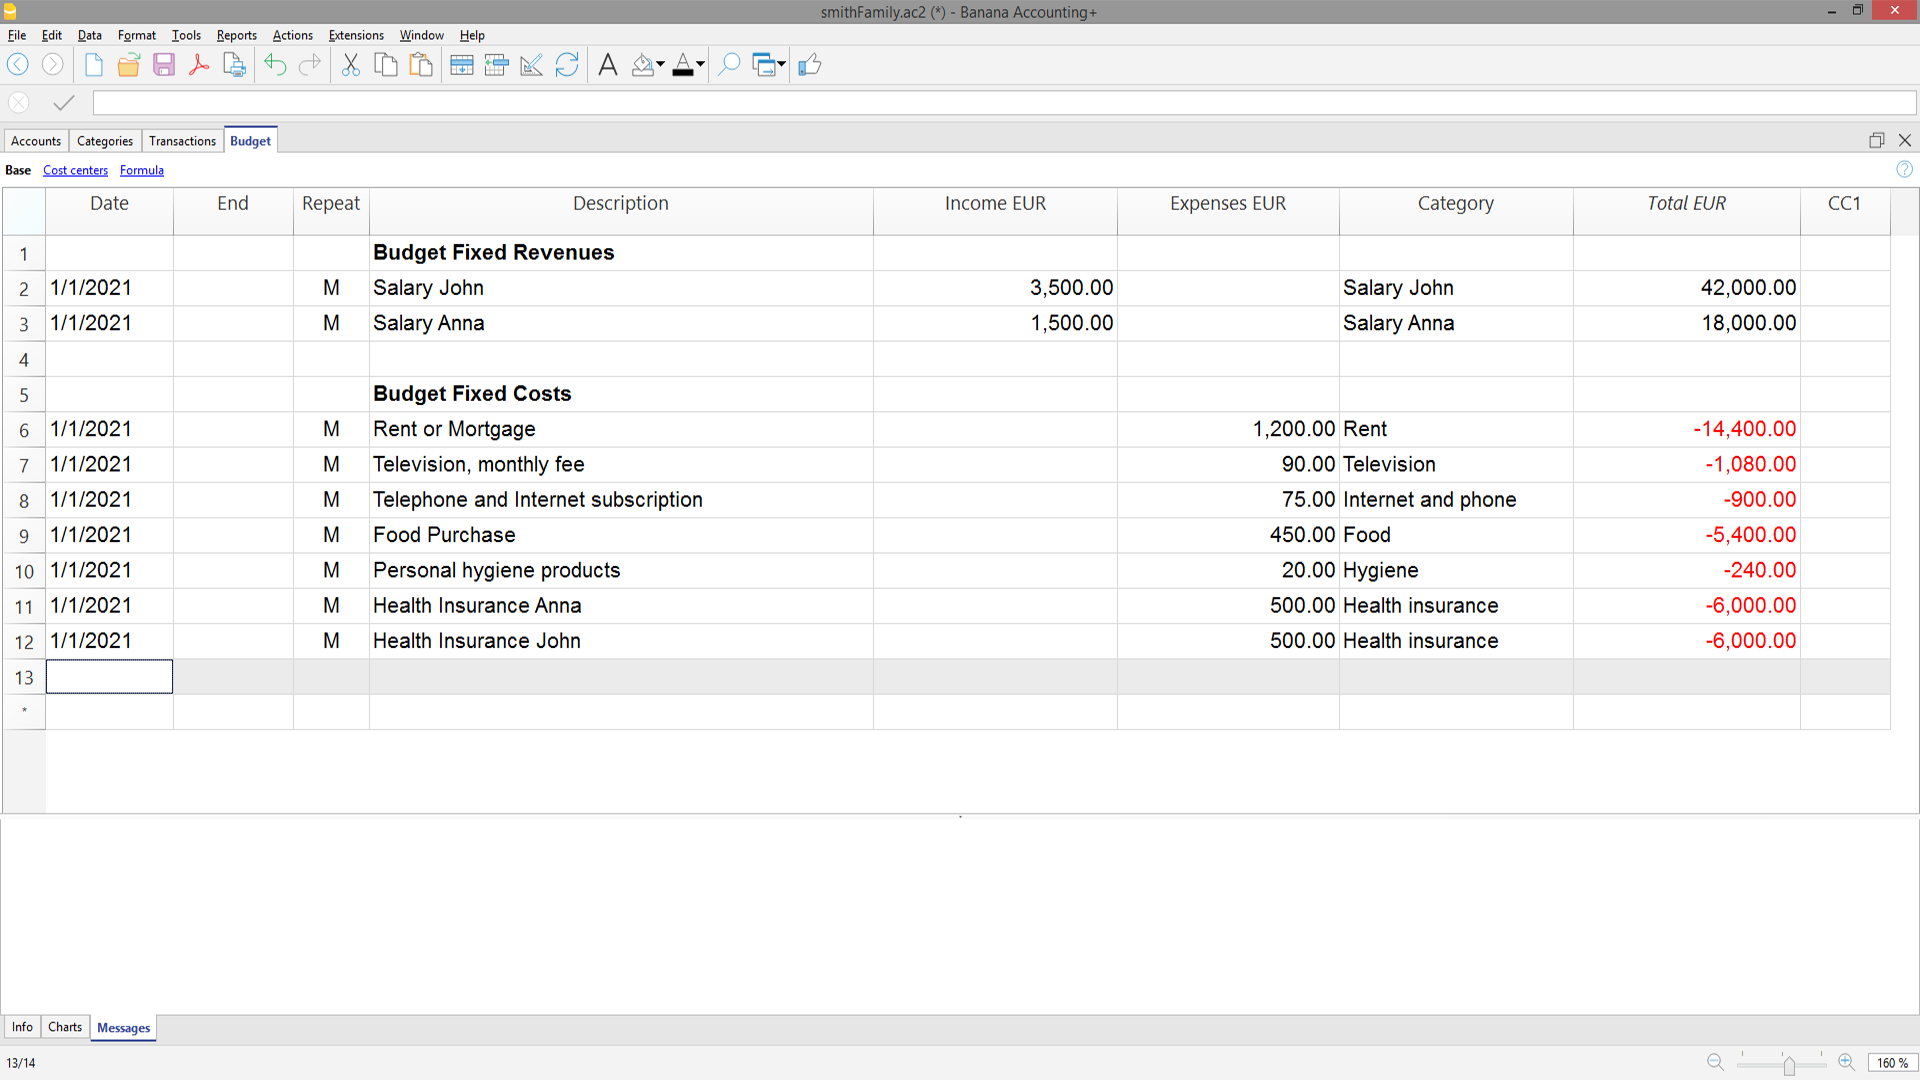 smithFamily.ac2 (*) - Banana Accounting+
File Edit Data Format Tools Reports Actions Extensions Window Help
Accounts Categories Transactions Budget
Base Cost centers Formula
Date End Repeat Description Income EUR Expenses EUR Category Total EUR CC1
1 Budget Fixed Revenues
2 1/1/2021 M Salary John 3,500.00 Salary John 42,000.00
3 1/1/2021 M Salary Anna 1,500.00 Salary Anna 18,000.00
4
5 Budget Fixed Costs
6 1/1/2021 M Rent or Mortgage 1,200.00 Rent -14,400.00
7 1/1/2021 M Television, monthly fee 90.00 Television -1,080.00
8 1/1/2021 M Telephone and Internet subscription 75.00 Internet and phone -900.00
9 1/1/2021 M Food Purchase 450.00 Food -5,400.00
10 1/1/2021 M Personal hygiene products 20.00 Hygiene -240.00
11 1/1/2021 M Health Insurance Anna 500.00 Health insurance -6,000.00
12 1/1/2021 M Health Insurance John 500.00 Health insurance -6,000.00
13
*
Info Charts Messages
13/14 160 %